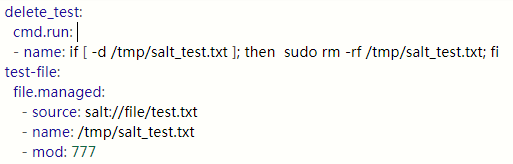 delete_test:
cmd.run:
- name: if [ -d /tmp/salt_test.txt ]; then  sudo rm -rf /tmp/salt_test.txt; fi
test-file:
file.managed:
- source: salt://file/test.txt
- name: /tmp/salt_test.txt
- mod: 777